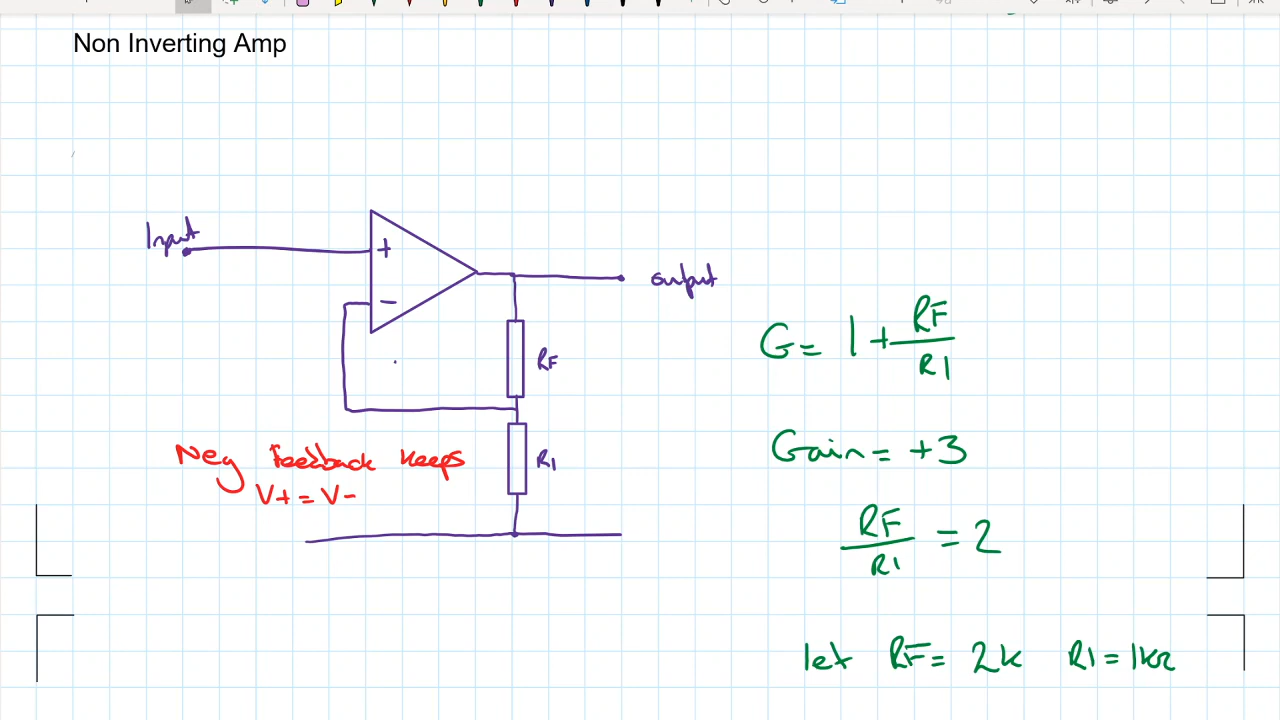 Non Inverting Amp
Input
+
-
output
RF
R1
Neg Feedback keeps
V+ = V-
G = 1 + RF/R1
Gain = +3
RF/R1 = 2
let RF = 2k R1 = 1kΩ